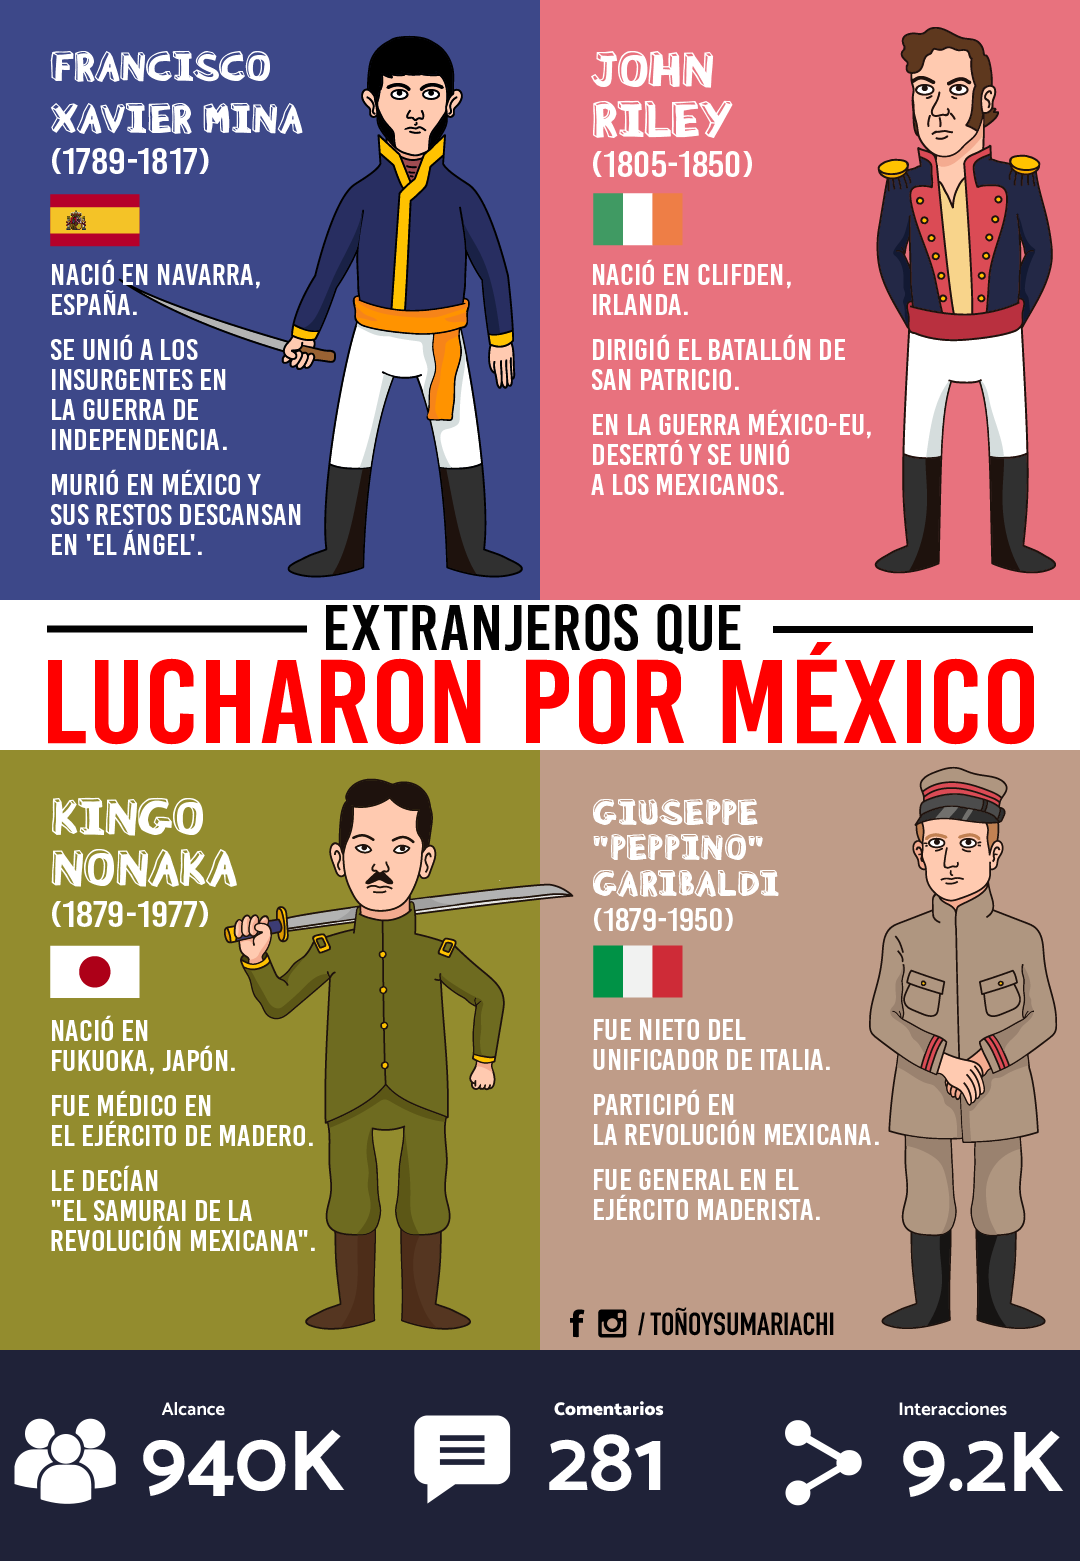 FRANCISCO
XAVIER MINA
(1789-1817)
NACIÓ EN NAVARRA,
ESPAÑA.
SE UNIÓ A LOS
INSURGENTES EN
LA GUERRA DE
INDEPENDENCIA.
MURIÓ EN MÉXICO Y
SUS RESTOS DESCANSAN
EN 'EL ÁNGEL'.
JOHN
RILEY
(1805-1850)
NACIÓ EN CLIFDEN,
IRLANDA.
DIRIGIÓ EL BATALLÓN DE
SAN PATRICIO.
EN LA GUERRA MÉXICO-EU,
DESERTÓ Y SE UNIÓ
A LOS MEXICANOS.
EXTRANJEROS QUE
LUCHARON POR MÉXICO
KINGO
NONAKA
(1879-1977)
NACIÓ EN
FUKUOKA, JAPÓN.
FUE MÉDICO EN
EL EJÉRCITO DE MADERO.
LE DECÍAN
"EL SAMURAI DE LA
REVOLUCIÓN MEXICANA".
GIUSEPPE
"PEPPINO"
GARIBALDI
(1879-1950)
FUE NIETO DEL
UNIFICADOR DE ITALIA.
PARTICIPÓ EN
LA REVOLUCIÓN MEXICANA.
FUE GENERAL EN EL
EJÉRCITO MADERISTA.
f / TOÑOYSUMARIACHI
Alcance
940K
Comentarios
281
Interacciones
9.2K